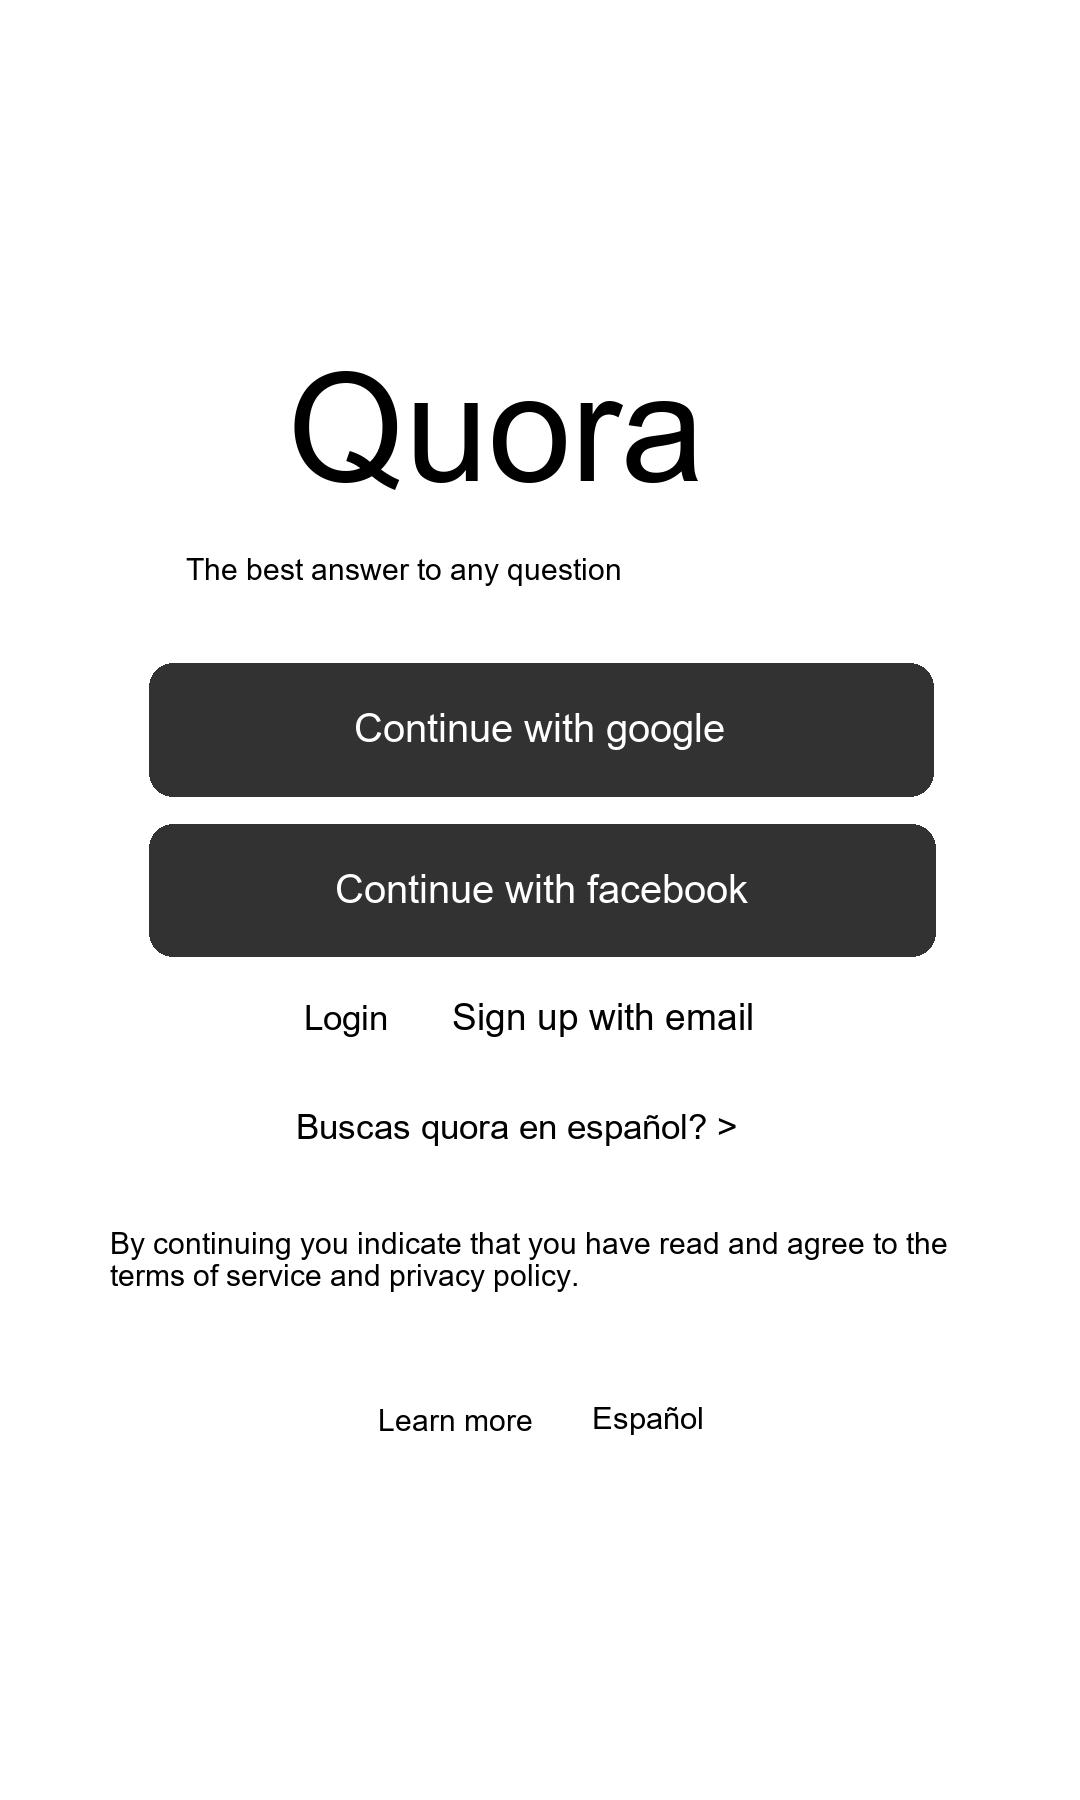 Quora
The best answer to any question
Continue with google
Continue with facebook
Login
Sign up with email
Buscas quora en español? >
By continuing you indicate that you have read and agree to the
terms of service and privacy policy.
Learn more
Español